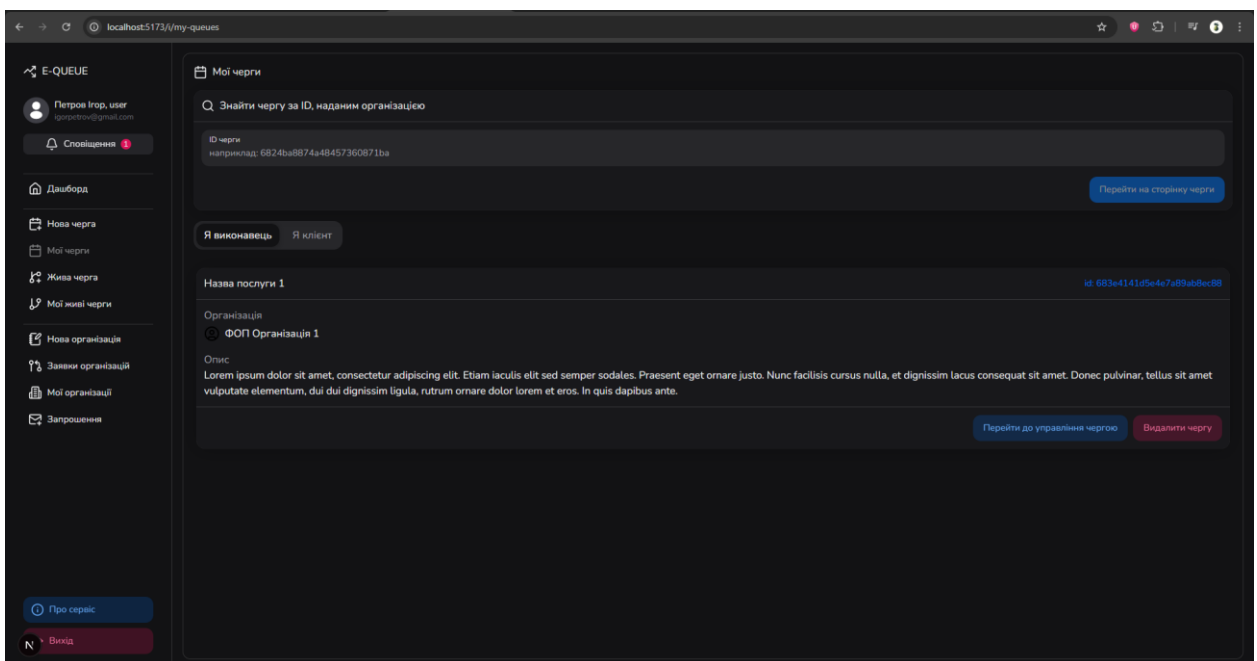 localhost:5173/i/my-queues
E-QUEUE
Петров Ігор, user
igorpetrov@gmail.com
Сповіщення 1
Дашборд
Нова черга
Мої черги
Жива черга
Мої живі черги
Нова організація
Заявки організацій
Мої організації
Запрошення
Про сервіс
Вихід
N
Мої черги
Знайти чергу за ID, наданим організацією
ID черги
наприклад: 6824ba8874a48457360871ba
Перейти на сторінку черги
Я виконавець Я клієнт
Назва послуги 1 id: 683e4141d5e4e7a89ab8ec88
Організація
ФОП Організація 1
Опис
Lorem ipsum dolor sit amet, consectetur adipiscing elit. Etiam iaculis elit sed semper sodales. Praesent eget ornare justo. Nunc facilisis cursus nulla, et dignissim lacus consequat sit amet. Donec pulvinar, tellus sit amet
vulputate elementum, dui dui dignissim ligula, rutrum ornare dolor lorem et eros. In quis dapibus ante.
Перейти до управління чергою Видалити чергу